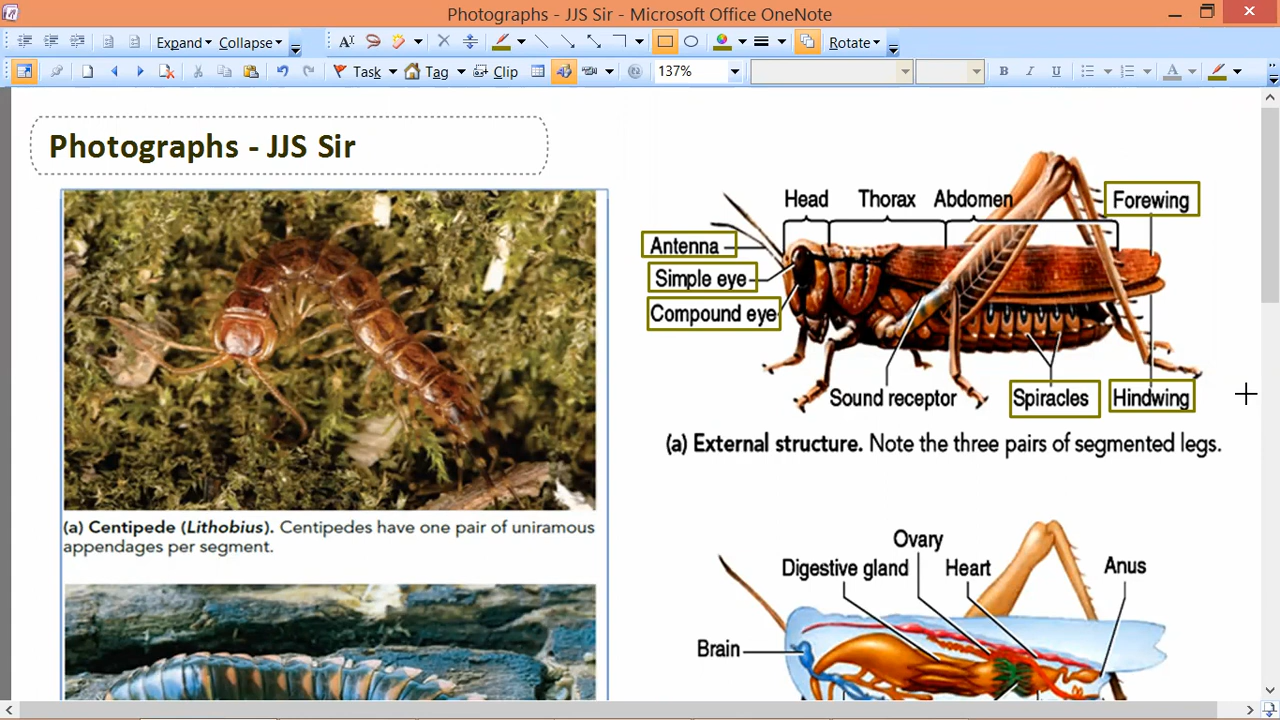 Photographs - JJS Sir - Microsoft Office OneNote
Expand Collapse Rotate
Task Tag Clip 137% B I U A
Photographs - JJS Sir
(a) Centipede (Lithobius). Centipedes have one pair of uniramous
appendages per segment.
Head Thorax Abdomen Forewing
Antenna
Simple eye
Compound eye
Sound receptor Spiracles Hindwing
(a) External structure. Note the three pairs of segmented legs.
Ovary
Digestive gland Heart Anus
Brain